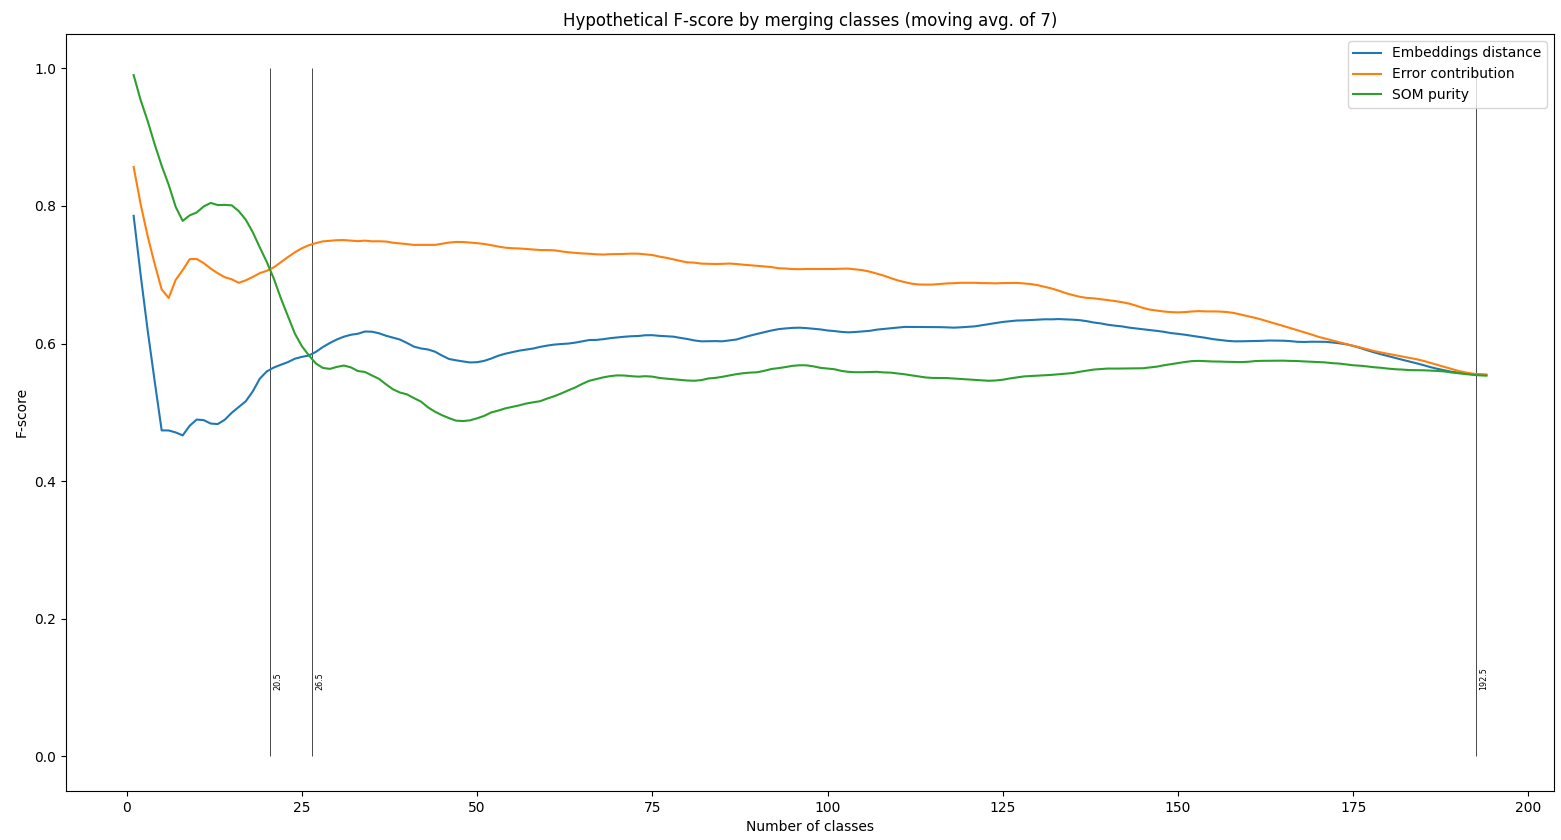 Hypothetical F-score by merging classes (moving avg. of 7)
Embeddings distance
Error contribution
SOM purity
1.0
0.8
0.6
0.4
0.2
0.0
F-score
20.5
26.5
192.5
0 25 50 75 100 125 150 175 200
Number of classes